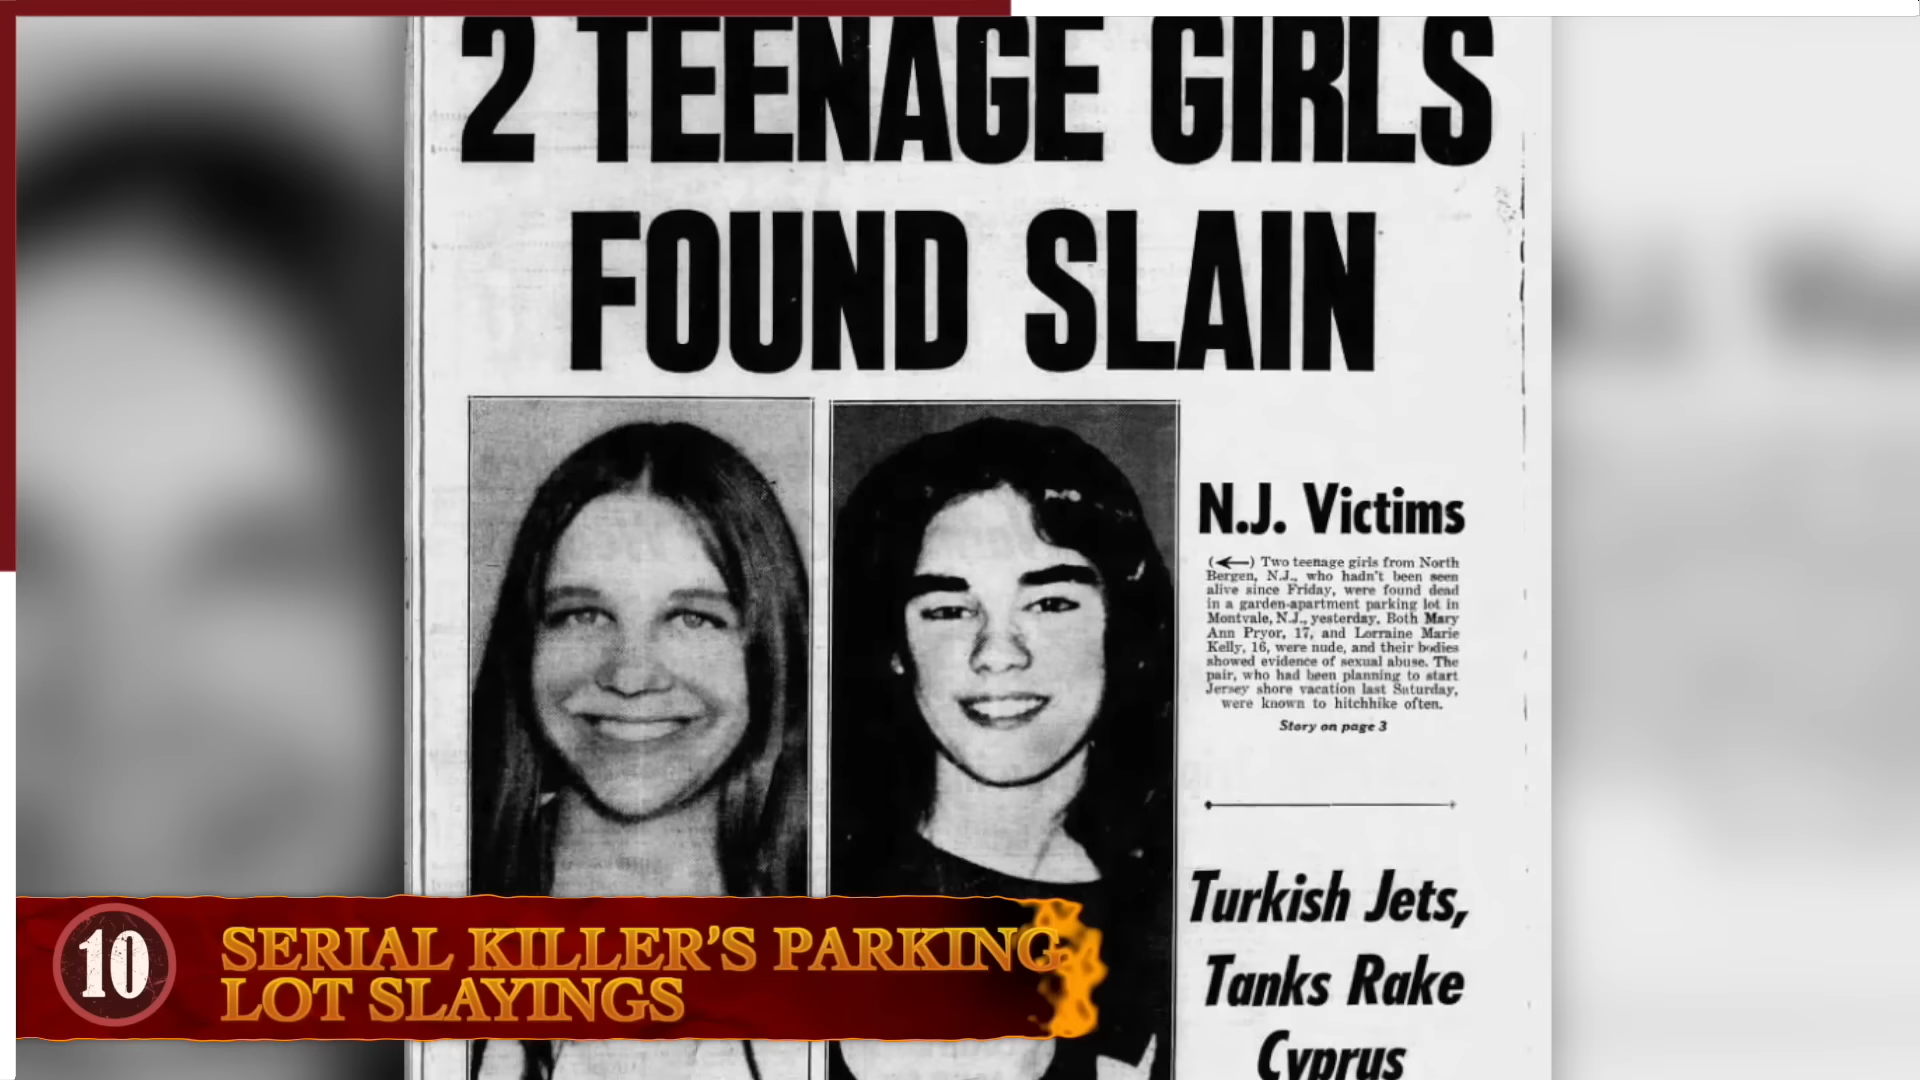 2 TEENAGE GIRLS
FOUND SLAIN
N.J. Victims
(←) Two teenage girls from North
Bergen, N.J., who hadn't been seen
alive since Friday, were found dead
in a garden-apartment parking lot in
Montvale, N.J., yesterday. Both Mary
Ann Pryor, 17, and Lorraine Marie
Kelly, 16, were nude, and their bodies
showed evidence of sexual abuse. The
pair, who had been planning to start
Jersey shore vacation last Saturday,
were known to hitchhike often.
Story on page 3
Turkish Jets,
Tanks Rake
Cyprus
10
SERIAL KILLER'S PARKING
LOT SLAYINGS